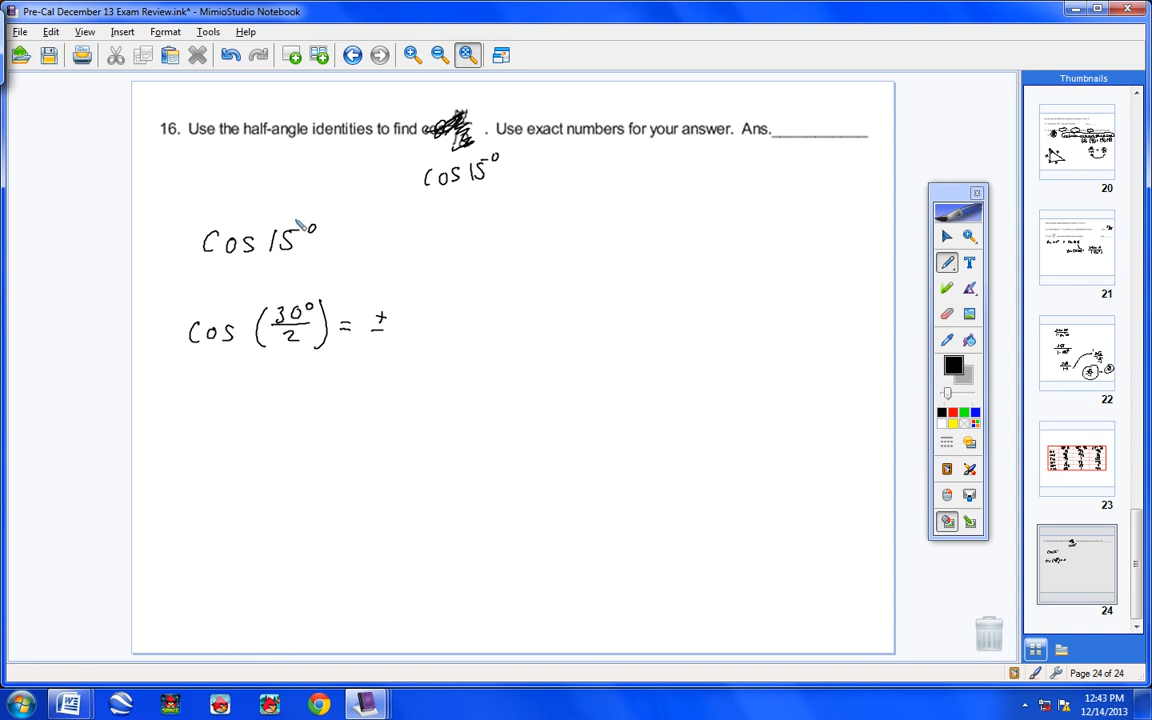 Pre-Cal December 13 Exam Review.ink* - MimioStudio Notebook
File Edit View Insert Format Tools Help
Thumbnails
16. Use the half-angle identities to find . Use exact numbers for your answer. Ans.___________
cos 15°
cos 15°
cos (30°/2) = ±
20
21
22
23
24
Page 24 of 24
12:43 PM
12/14/2013